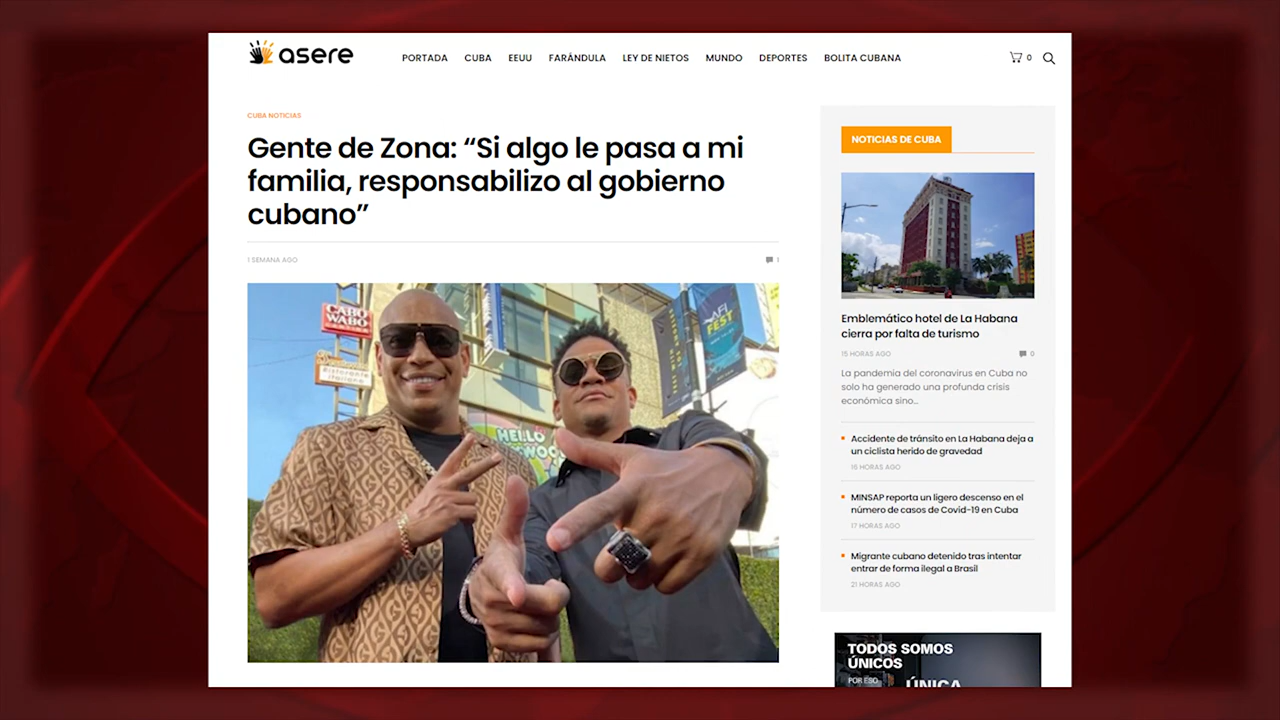 asere
PORTADA CUBA EEUU FARÁNDULA LEY DE NIETOS MUNDO DEPORTES BOLITA CUBANA
0
CUBA NOTICIAS
Gente de Zona: “Si algo le pasa a mi
familia, responsabilizo al gobierno
cubano”
1 SEMANA AGO
1
CABO
WABO
CANTINA
Ristorante
Italiano
AFI
FEST
HELLO
NOTICIAS DE CUBA
Emblemático hotel de La Habana
cierra por falta de turismo
15 HORAS AGO
0
La pandemia del coronavirus en Cuba no
solo ha generado una profunda crisis
económica sino…
Accidente de tránsito en La Habana deja a
un ciclista herido de gravedad
16 HORAS AGO
MINSAP reporta un ligero descenso en el
número de casos de Covid-19 en Cuba
17 HORAS AGO
Migrante cubano detenido tras intentar
entrar de forma ilegal a Brasil
21 HORAS AGO
TODOS SOMOS
ÚNICOS
POR ESO
ÚNICA